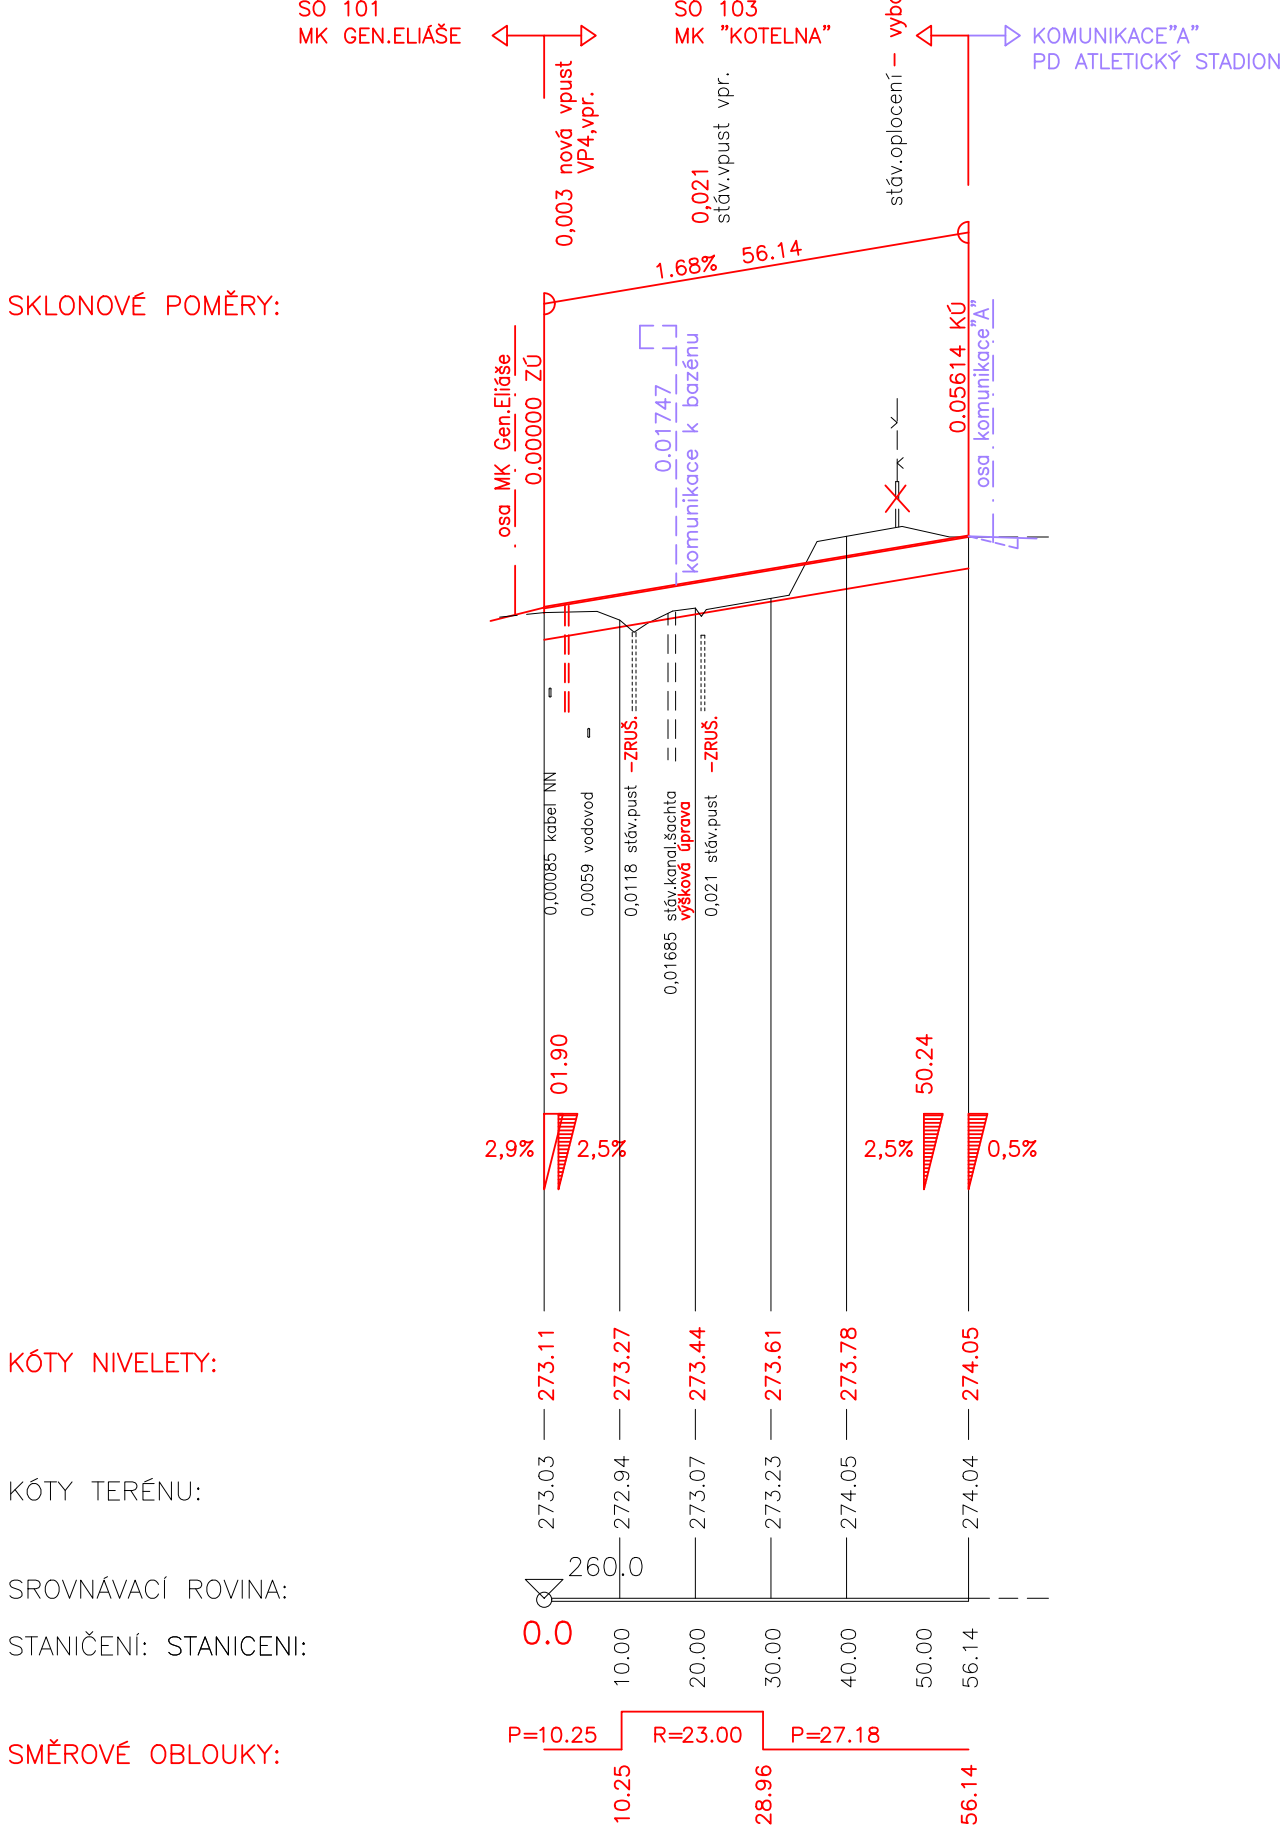 SO 101
MK GEN.ELIÁŠE
SO 103
MK "KOTELNA"
KOMUNIKACE"A"
PD ATLETICKÝ STADION
0,003 nová vpust
VP4,vpr.
0,021
stáv.vpust vpr.
stáv.oplocení –
1.68% 56.14
SKLONOVÉ POMĚRY:
osa MK Gen.Eliáše
0.00000 ZÚ
0.01747
komunikace k bazénu
0.05614 KÚ
osa komunikace"A"
0,00085 kabel NN
0,0059 vodovod
0,0118 stáv.pust –ZRUŠ.
0,01685 stáv.kanal.šachta
výšková úprava
0,021 stáv.pust –ZRUŠ.
01.90
50.24
2,9% 2,5% 2,5% 0,5%
KÓTY NIVELETY: 273.11 273.27 273.44 273.61 273.78 274.05
KÓTY TERÉNU: 273.03 272.94 273.07 273.23 274.05 274.04
SROVNÁVACÍ ROVINA: 260.0
STANIČENÍ: STANICENI: 0.0 10.00 20.00 30.00 40.00 50.00 56.14
SMĚROVÉ OBLOUKY: P=10.25 R=23.00 P=27.18
10.25 28.96 56.14